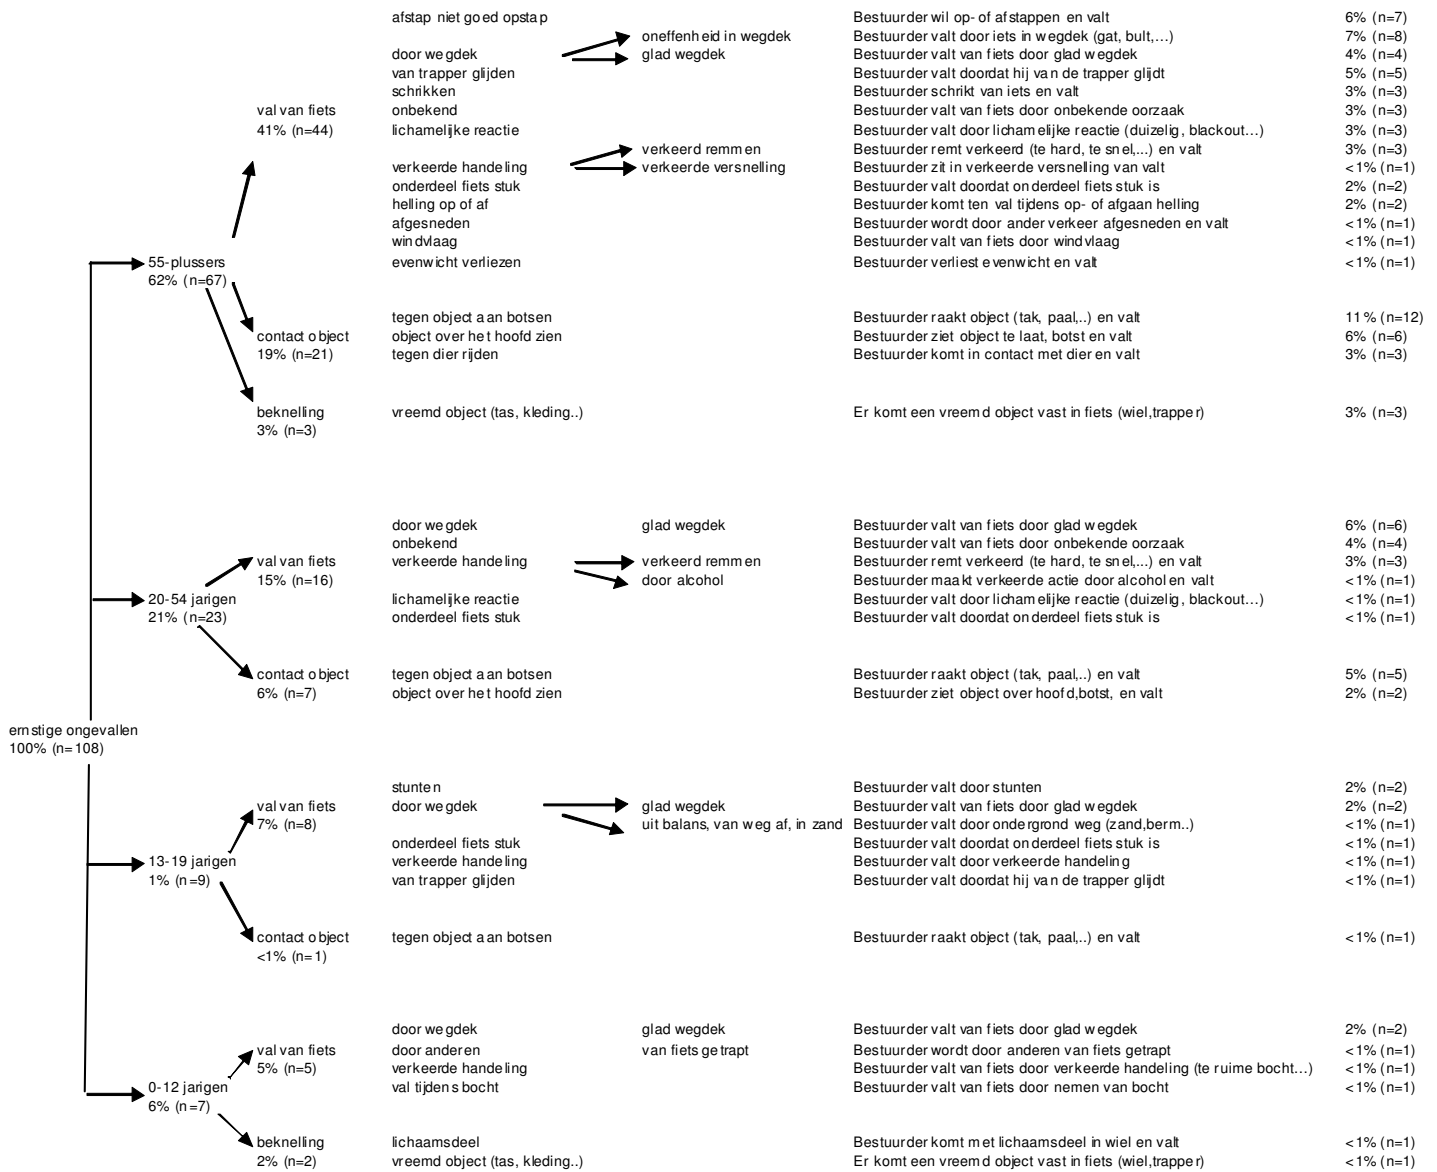 afstap niet goed opstap Bestuurder wil op- of afstappen en valt 6% (n=7)
oneffenheid in wegdek Bestuurder valt door iets in wegdek (gat, bult,...) 7% (n=8)
door wegdek glad wegdek Bestuurder valt van fiets door glad wegdek 4% (n=4)
van trapper glijden Bestuurder valt doordat hij van de trapper glijdt 5% (n=5)
schrikken Bestuurder schrikt van iets en valt 3% (n=3)
val van fiets onbekend Bestuurder valt van fiets door onbekende oorzaak 3% (n=3)
41% (n=44) lichamelijke reactie Bestuurder valt door lichamelijke reactie (duizelig, blackout...) 3% (n=3)
verkeerd remmen Bestuurder remt verkeerd (te hard, te snel,...) en valt 3% (n=3)
verkeerde handeling verkeerde versnelling Bestuurder zit in verkeerde versnelling van valt <1% (n=1)
onderdeel fiets stuk Bestuurder valt doordat onderdeel fiets stuk is 2% (n=2)
helling op of af Bestuurder komt ten val tijdens op- of afgaan helling 2% (n=2)
afgesneden Bestuurder wordt door ander verkeer afgesneden en valt <1% (n=1)
windvlaag Bestuurder valt van fiets door windvlaag <1% (n=1)
55-plussers evenwicht verliezen Bestuurder verliest evenwicht en valt <1% (n=1)
62% (n=67)
tegen object aan botsen Bestuurder raakt object (tak, paal,..) en valt 11% (n=12)
contact object object over het hoofd zien Bestuurder ziet object te laat, botst en valt 6% (n=6)
19% (n=21) tegen dier rijden Bestuurder komt in contact met dier en valt 3% (n=3)
beknelling vreemd object (tas, kleding..) Er komt een vreemd object vast in fiets (wiel,trapper) 3% (n=3)
3% (n=3)
door wegdek glad wegdek Bestuurder valt van fiets door glad wegdek 6% (n=6)
onbekend Bestuurder valt van fiets door onbekende oorzaak 4% (n=4)
val van fiets verkeerde handeling verkeerd remmen Bestuurder remt verkeerd (te hard, te snel,...) en valt 3% (n=3)
15% (n=16) door alcohol Bestuurder maakt verkeerde actie door alcohol en valt <1% (n=1)
20-54 jarigen lichamelijke reactie Bestuurder valt door lichamelijke reactie (duizelig, blackout...) <1% (n=1)
21% (n=23) onderdeel fiets stuk Bestuurder valt doordat onderdeel fiets stuk is <1% (n=1)
contact object tegen object aan botsen Bestuurder raakt object (tak, paal,..) en valt 5% (n=5)
6% (n=7) object over het hoofd zien Bestuurder ziet object over hoofd,botst, en valt 2% (n=2)
ernstige ongevallen
100% (n=108)
stunten Bestuurder valt door stunten 2% (n=2)
val van fiets door wegdek glad wegdek Bestuurder valt van fiets door glad wegdek 2% (n=2)
7% (n=8) uit balans, van weg af, in zand Bestuurder valt door ondergrond weg (zand,berm..) <1% (n=1)
onderdeel fiets stuk Bestuurder valt doordat onderdeel fiets stuk is <1% (n=1)
13-19 jarigen verkeerde handeling Bestuurder valt door verkeerde handeling <1% (n=1)
1% (n=9) van trapper glijden Bestuurder valt doordat hij van de trapper glijdt <1% (n=1)
contact object tegen object aan botsen Bestuurder raakt object (tak, paal,..) en valt <1% (n=1)
<1% (n=1)
door wegdek glad wegdek Bestuurder valt van fiets door glad wegdek 2% (n=2)
val van fiets door anderen van fiets getrapt Bestuurder wordt door anderen van fiets getrapt <1% (n=1)
5% (n=5) verkeerde handeling Bestuurder valt van fiets door verkeerde handeling (te ruime bocht...) <1% (n=1)
0-12 jarigen val tijdens bocht Bestuurder valt van fiets door nemen van bocht <1% (n=1)
6% (n=7)
beknelling lichaamsdeel Bestuurder komt met lichaamsdeel in wiel en valt <1% (n=1)
2% (n=2) vreemd object (tas, kleding..) Er komt een vreemd object vast in fiets (wiel,trapper) <1% (n=1)